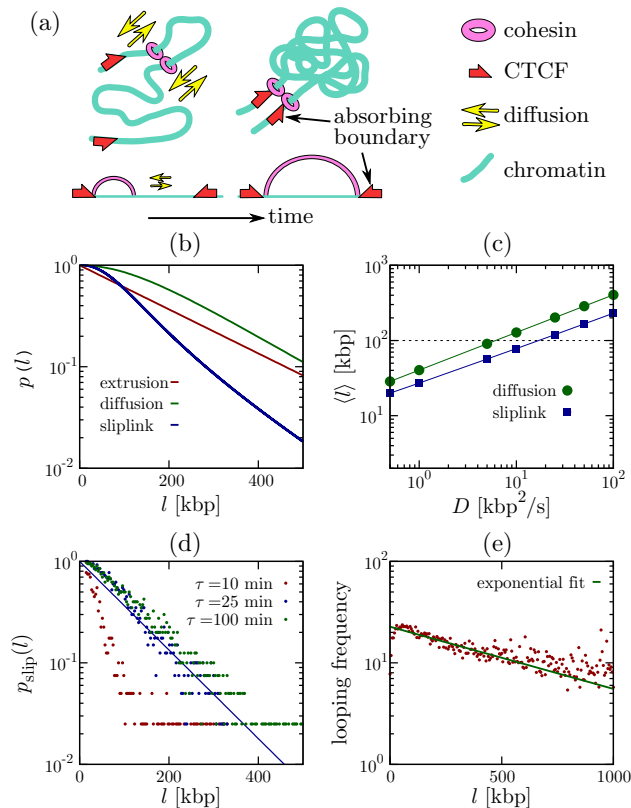 (a)
cohesin
CTCF
diffusion
chromatin
absorbing
boundary
time
(b)
10^0
10^-1
10^-2
p (l)
extrusion
diffusion
sliplink
0 200 400
l [kbp]
(c)
10^3
10^2
10^1
⟨l⟩ [kbp]
diffusion
sliplink
10^0 10^1 10^2
D [kbp^2/s]
(d)
10^0
10^-1
10^-2
p_slip(l)
τ =10 min
τ =25 min
τ =100 min
0 200 400
l [kbp]
(e)
10^2
10^1
10^0
looping frequency
exponential fit
0 500 1000
l [kbp]